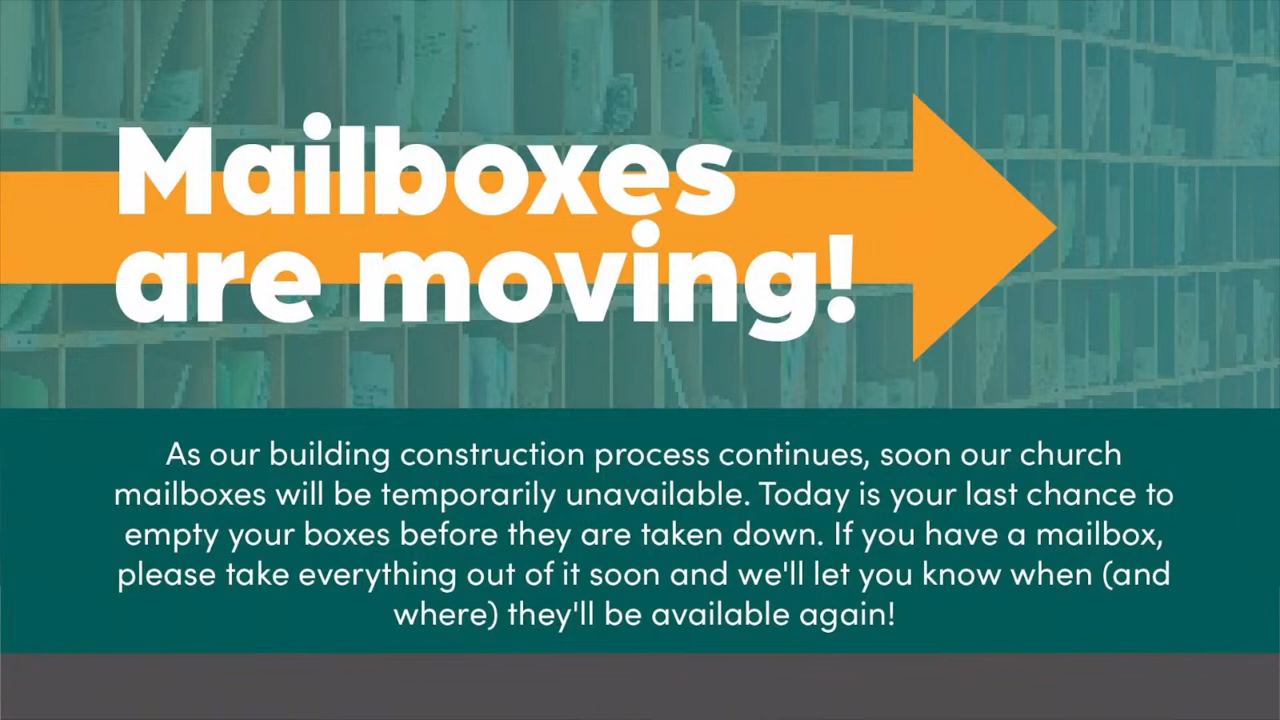 Mailboxes
are moving!
As our building construction process continues, soon our church
mailboxes will be temporarily unavailable. Today is your last chance to
empty your boxes before they are taken down. If you have a mailbox,
please take everything out of it soon and we'll let you know when (and
where) they'll be available again!